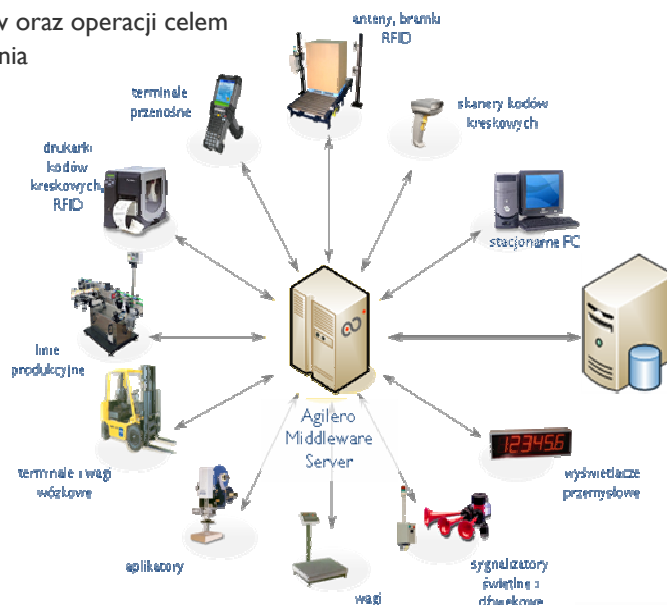 w oraz operacji celem
nia
anteny, bramki
RFID
terminale
przenośne
skanery kodów
kreskowych
drukarki
kodów
kreskowych,
RFID
stacjonarne PC
linie
produkcyjne
Agilero
Middleware
Server
terminale i wagi
wózkowe
123456
wyświetlacze
przemysłowe
aplikatory
wagi
sygnalizatory
świetlne i
dźwiękowe